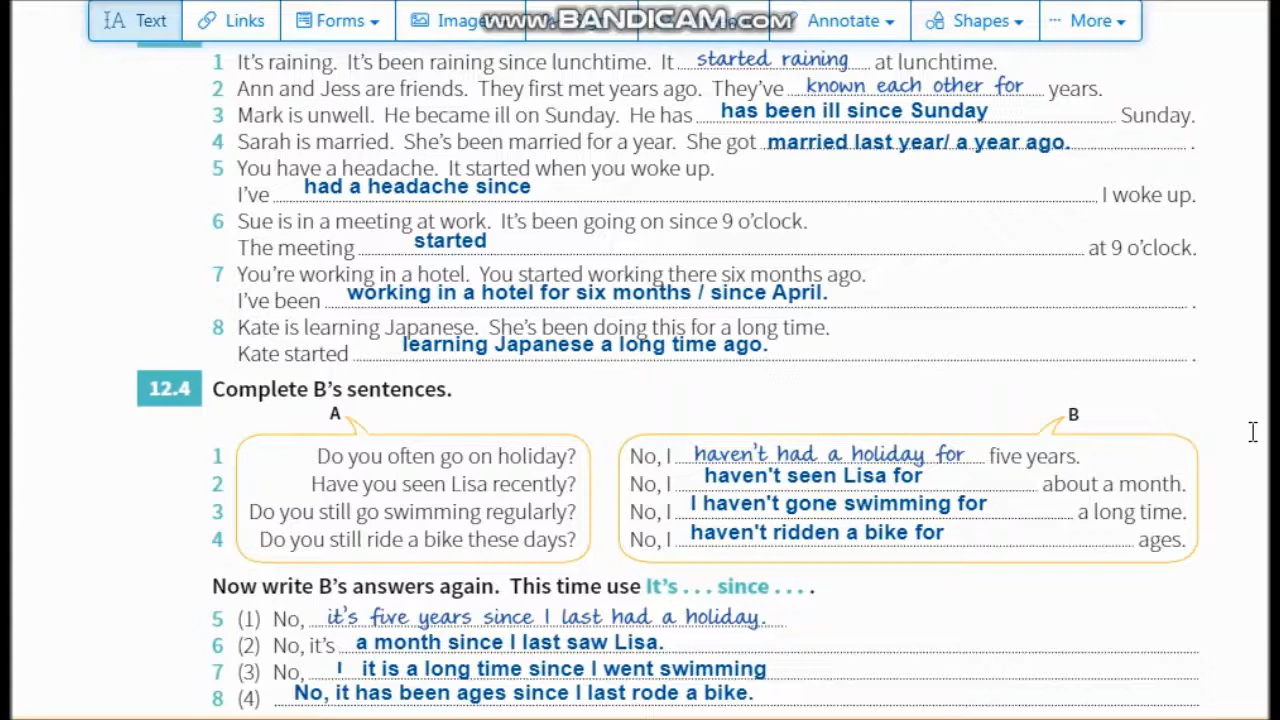 Text Links Forms Image www.BANDICAM.com Annotate Shapes More
1 It's raining. It's been raining since lunchtime. It started raining at lunchtime.
2 Ann and Jess are friends. They first met years ago. They've known each other for years.
3 Mark is unwell. He became ill on Sunday. He has has been ill since Sunday Sunday.
4 Sarah is married. She's been married for a year. She got married last year/ a year ago. .
5 You have a headache. It started when you woke up.
I've had a headache since I woke up.
6 Sue is in a meeting at work. It's been going on since 9 o'clock.
The meeting started at 9 o'clock.
7 You're working in a hotel. You started working there six months ago.
I've been working in a hotel for six months / since April. .
8 Kate is learning Japanese. She's been doing this for a long time.
Kate started learning Japanese a long time ago. .
12.4 Complete B's sentences.
A B
1 Do you often go on holiday? No, I haven't had a holiday for five years.
2 Have you seen Lisa recently? No, I haven't seen Lisa for about a month.
3 Do you still go swimming regularly? No, I I haven't gone swimming for a long time.
4 Do you still ride a bike these days? No, I haven't ridden a bike for ages.
Now write B's answers again. This time use It's . . . since . . . .
5 (1) No, it's five years since I last had a holiday.
6 (2) No, it's a month since I last saw Lisa.
7 (3) No, it is a long time since I went swimming
8 (4) No, it has been ages since I last rode a bike.